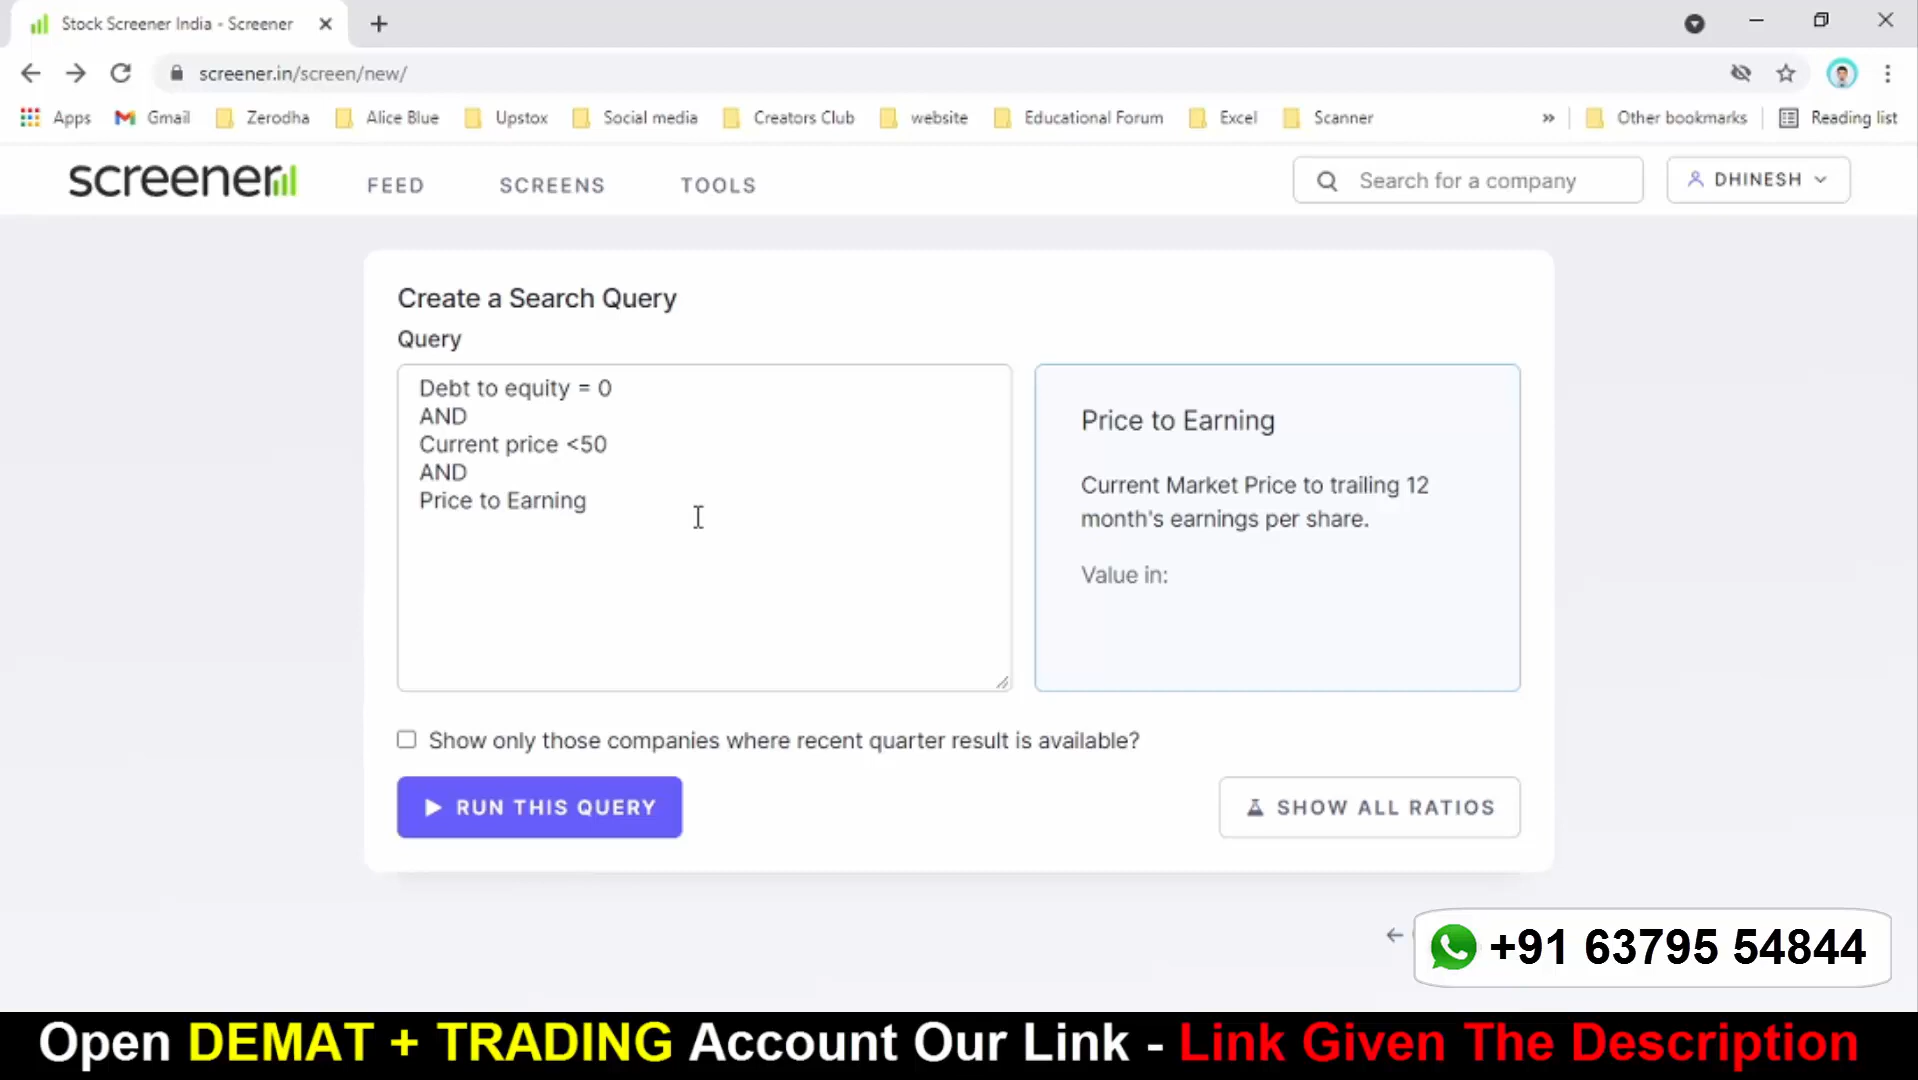 Stock Screener India - Screener
screener.in/screen/new/
Apps Gmail Zerodha Alice Blue Upstox Social media Creators Club website Educational Forum Excel Scanner » Other bookmarks Reading list
screener FEED SCREENS TOOLS Search for a company DHINESH
Create a Search Query
Query
Debt to equity = 0
AND
Current price <50
AND
Price to Earning
Price to Earning
Current Market Price to trailing 12
month's earnings per share.
Value in:
Show only those companies where recent quarter result is available?
RUN THIS QUERY
SHOW ALL RATIOS
+91 63795 54844
Open DEMAT + TRADING Account Our Link - Link Given The Description